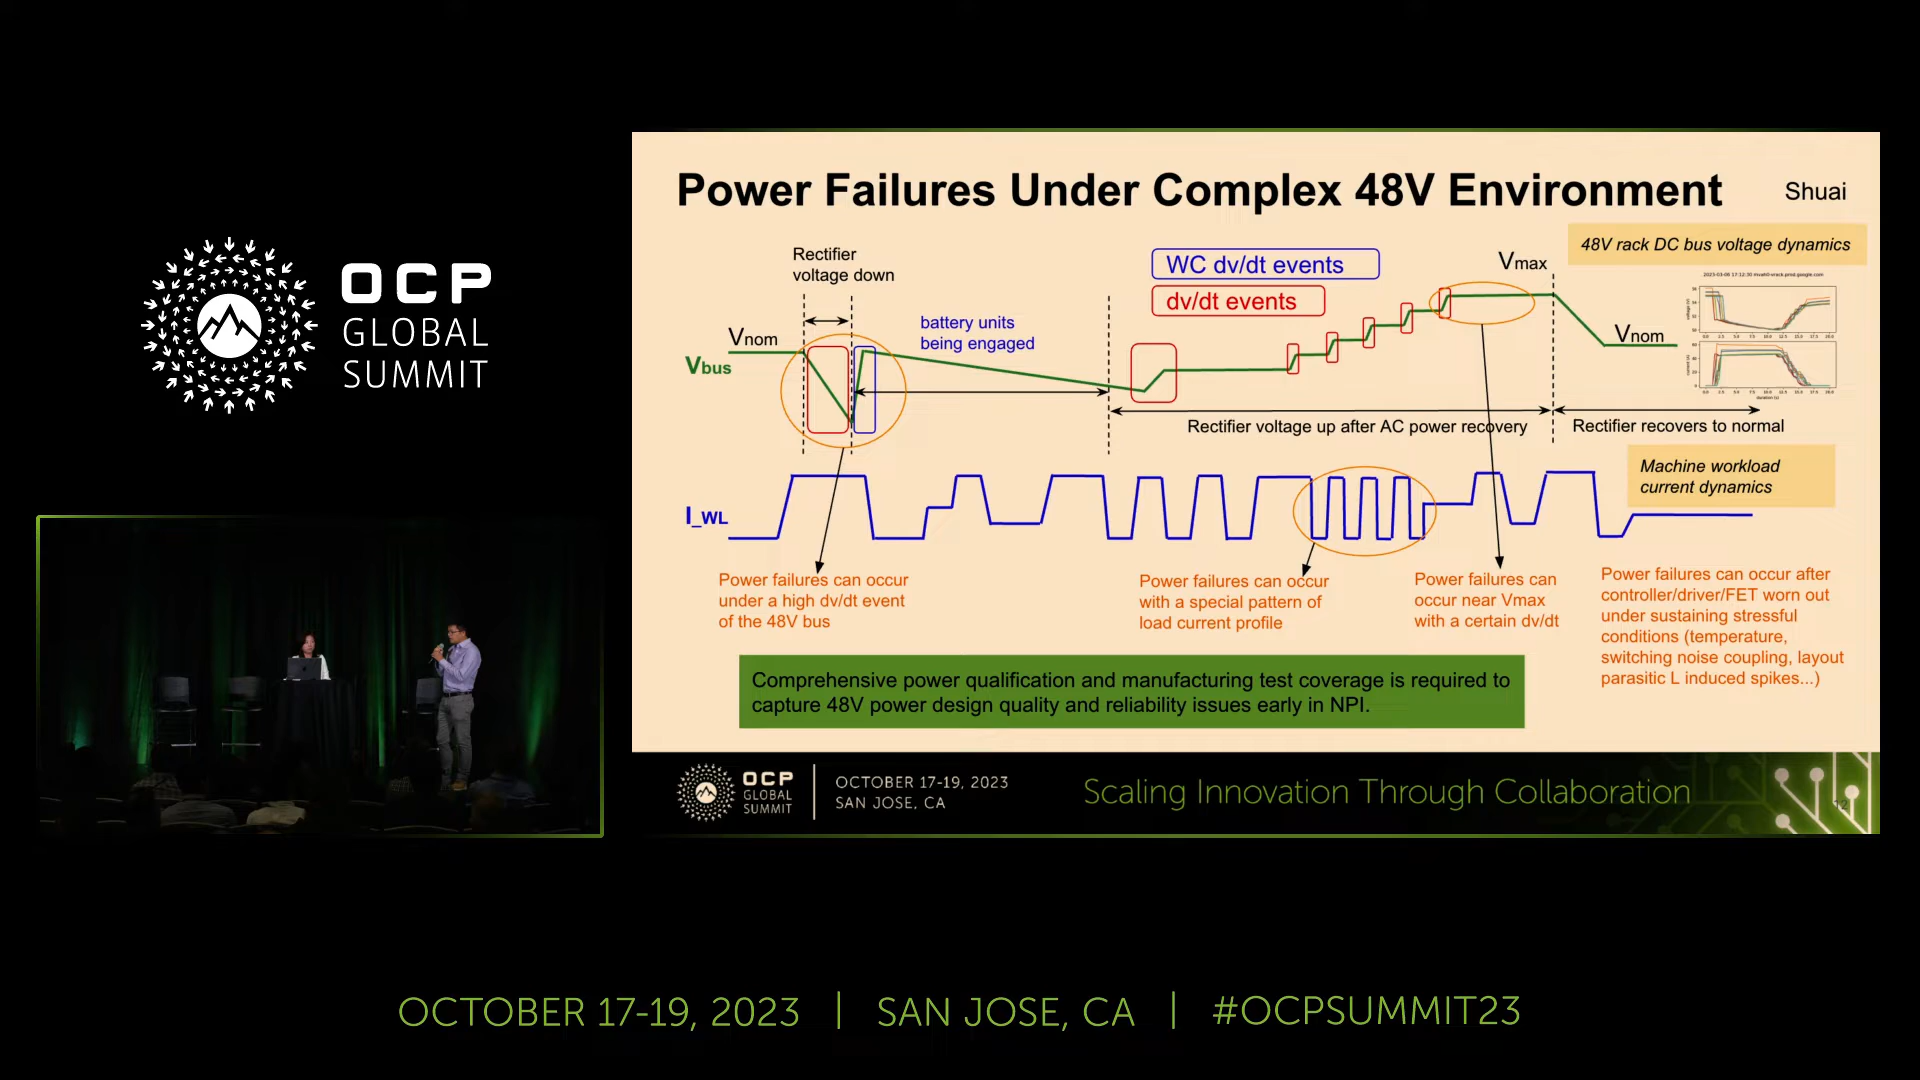 OCP
GLOBAL
SUMMIT
Power Failures Under Complex 48V Environment
Shuai
48V rack DC bus voltage dynamics
Rectifier
voltage down
WC dv/dt events
dv/dt events
Vmax
Vnom
Vbus
battery units
being engaged
Vnom
Rectifier voltage up after AC power recovery
Rectifier recovers to normal
Machine workload
current dynamics
I_WL
Power failures can occur
under a high dv/dt event
of the 48V bus
Power failures can occur
with a special pattern of
load current profile
Power failures can
occur near Vmax
with a certain dv/dt
Power failures can occur after
controller/driver/FET worn out
under sustaining stressful
conditions (temperature,
switching noise coupling, layout
parasitic L induced spikes...)
Comprehensive power qualification and manufacturing test coverage is required to
capture 48V power design quality and reliability issues early in NPI.
OCP
GLOBAL
SUMMIT
OCTOBER 17-19, 2023
SAN JOSE, CA
Scaling Innovation Through Collaboration
12
OCTOBER 17-19, 2023 | SAN JOSE, CA | #OCPSUMMIT23